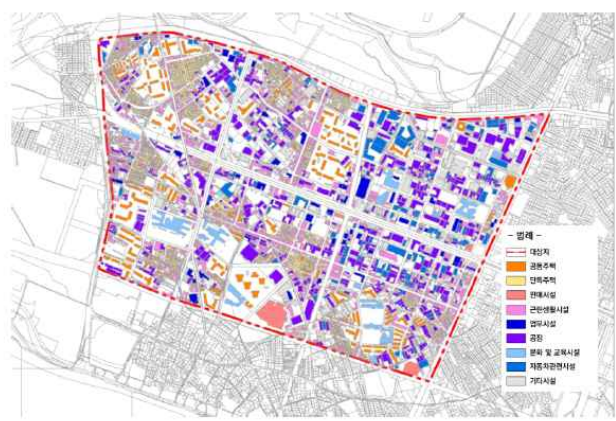 - 범례 -
대상지
공동주택
단독주택
판매시설
근린생활시설
업무시설
공장
문화 및 교육시설
자동차관련시설
기타시설